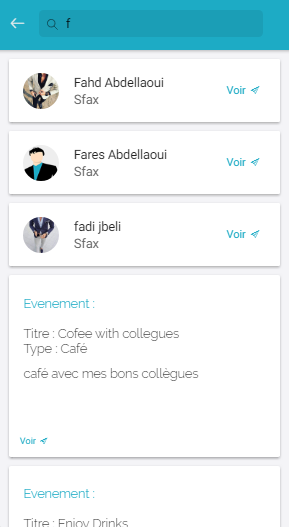 f
Fahd Abdellaoui
Sfax
Voir
Fares Abdellaoui
Sfax
Voir
fadi jbeli
Sfax
Voir
Evenement :
Titre : Cofee with collegues
Type : Café
café avec mes bons collègues
Voir
Evenement :
Titre : Enjoy Drinks